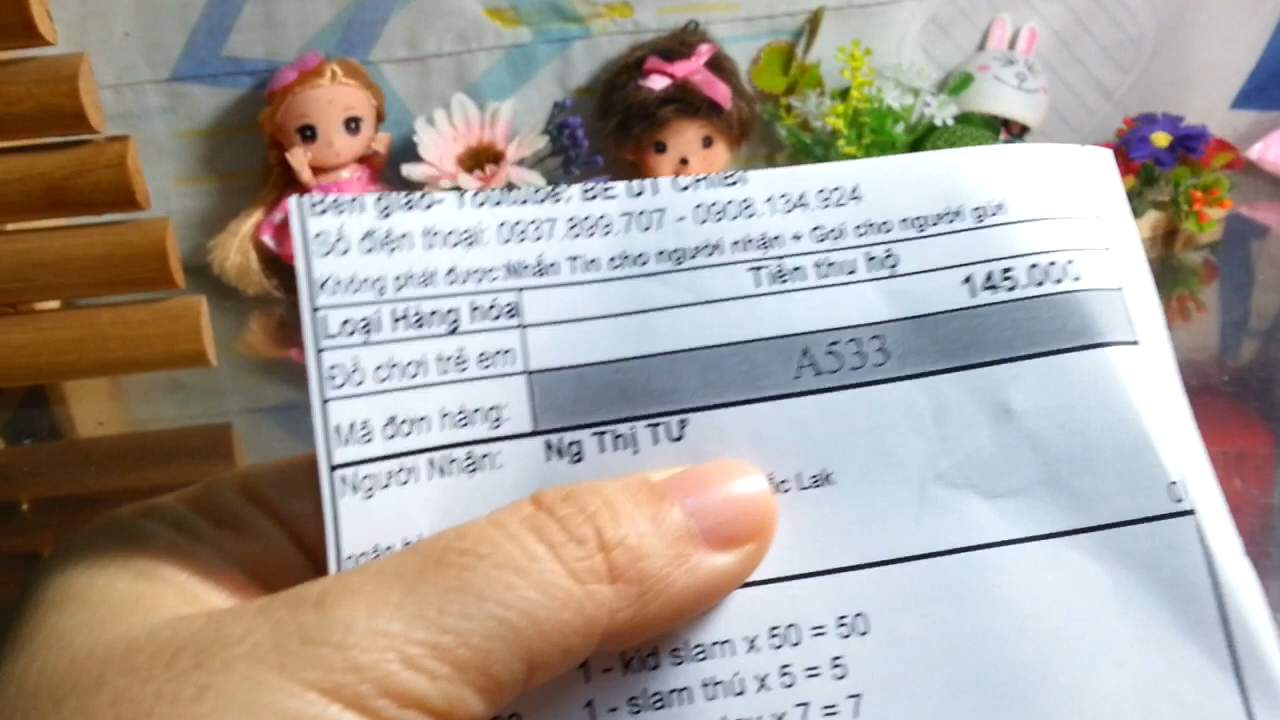 Bên giao- Youtube: BÉ ÚT CHIBI
Số điện thoại: 0937.899.707 - 0908.134.924
Không phát được Nhắn Tin cho người nhận + Gọi cho người gửi
Loại Hàng hóa Tiền thu hộ
Đồ chơi trẻ em 145.000
Mã đơn hàng: A533
Người Nhận: Ng Thị TƯ
Lak
0
1 - kid slam x 50 = 50
1 - slam thú x 5 = 5
x 7 = 7